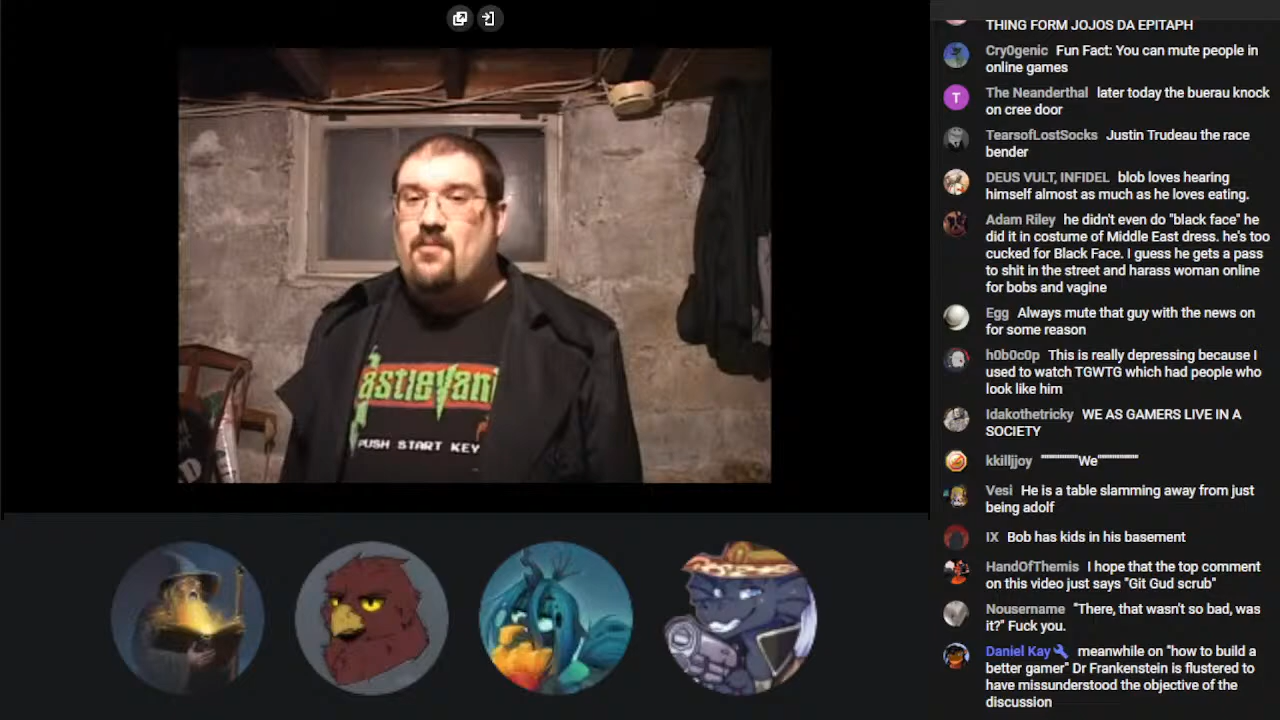 astlevani
PUSH START KEY
THING FORM JOJOS DA EPITAPH
Cry0genic Fun Fact: You can mute people in
online games
T
The Neanderthal later today the buerau knock
on cree door
TearsofLostSocks Justin Trudeau the race
bender
DEUS VULT, INFIDEL blob loves hearing
himself almost as much as he loves eating.
Adam Riley he didn't even do "black face" he
did it in costume of Middle East dress. he's too
cucked for Black Face. I guess he gets a pass
to shit in the street and harass woman online
for bobs and vagine
Egg Always mute that guy with the news on
for some reason
h0b0c0p This is really depressing because I
used to watch TGWTG which had people who
look like him
Idakothetricky WE AS GAMERS LIVE IN A
SOCIETY
kkilljjoy """"""""""We""""""""""
Vesi He is a table slamming away from just
being adolf
IX Bob has kids in his basement
HandOfThemis I hope that the top comment
on this video just says "Git Gud scrub"
Nousername "There, that wasn't so bad, was
it?" Fuck you.
Daniel Kay meanwhile on "how to build a
better gamer" Dr Frankenstein is flustered to
have missunderstood the objective of the
discussion